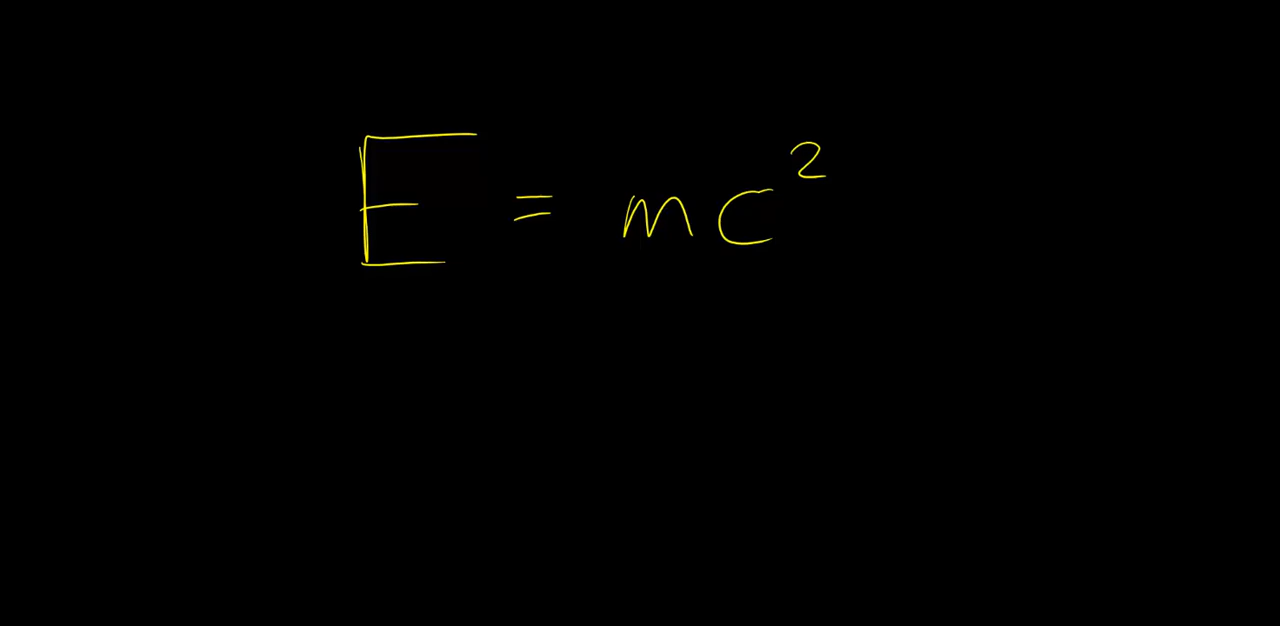 E = mc²